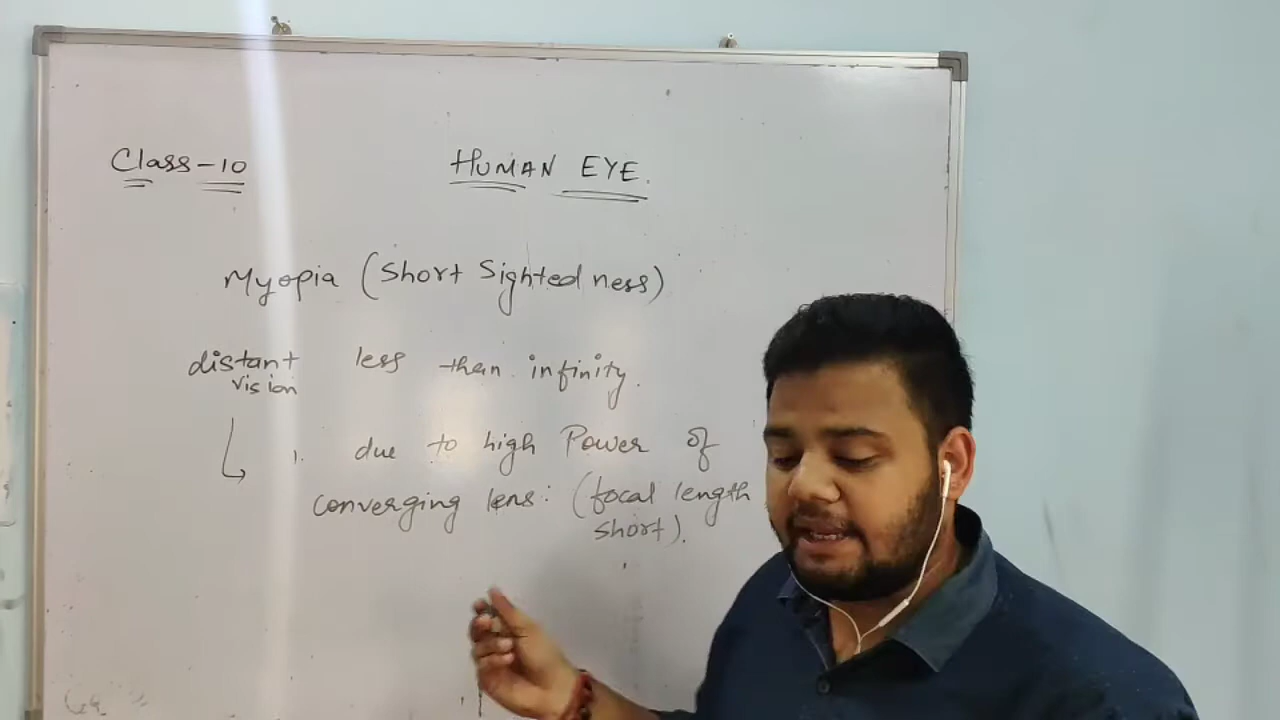 Class-10
HUMAN EYE.
Myopia (Short Sightedness)
distant less than infinity.
vision
1. due to high Power of
converging lens: (focal length
short).